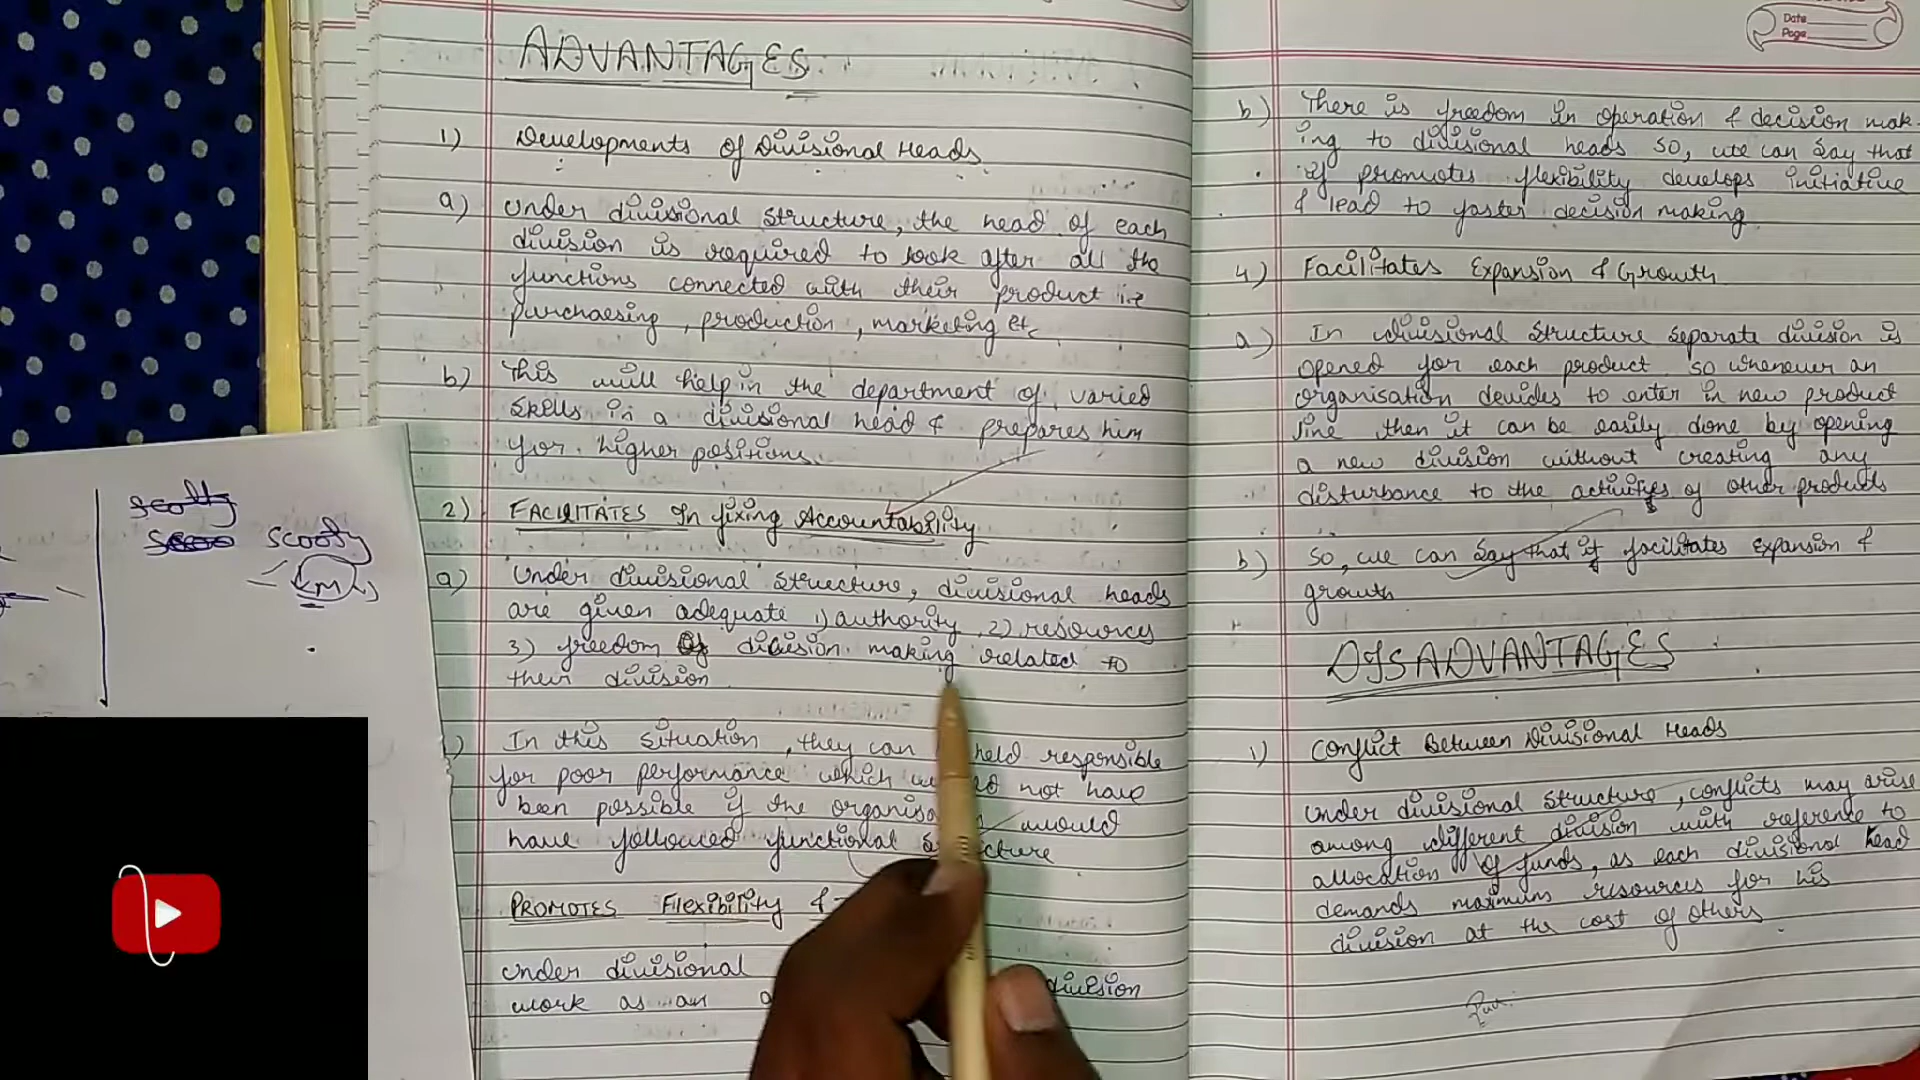 ADVANTAGES
1) Developments of Divisional Heads
a) Under divisional structure, the head of each
division is required to look after all the
functions connected with their product i.e
purchaesing, production, marketing etc
b) This will help in the department of varied
skells in a divisional head & prepares him
for higher positions.
2) FACILITATES In fixing Accountability
a) Under divisional structure, divisional heads
are given adequate 1) authority, 2) resources
3) freedom of dicision making related to
their division
) In this situation, they can held responsible
for poor performance which not have
been possible if the would
have followed functional
PROMOTES Flexibility &
Under divisional division
work as an
Date
Page
b) There is freedom in operation & decision mak-
ing to divisional heads so, we can say that
if promotes flexibility develops initiative
& lead to faster decision making
4) Facilitates Expansion & Growth
a) In divisional structure separate division is
opened for each product so whenever an
organisation devides to enter in new product
line then it can be easily done by opening
a new division without creating any
disturbance to the activities of other products
b) So, we can say that it facilitates expansion &
growth
DISADVANTAGES
1) Conflict Between Divisional Heads
Under divisional structure, conflicts may arise
among different division with reference to
allocation of funds, as each divisional head
demands maximum resources for his
division at the cost of others
scooty
M